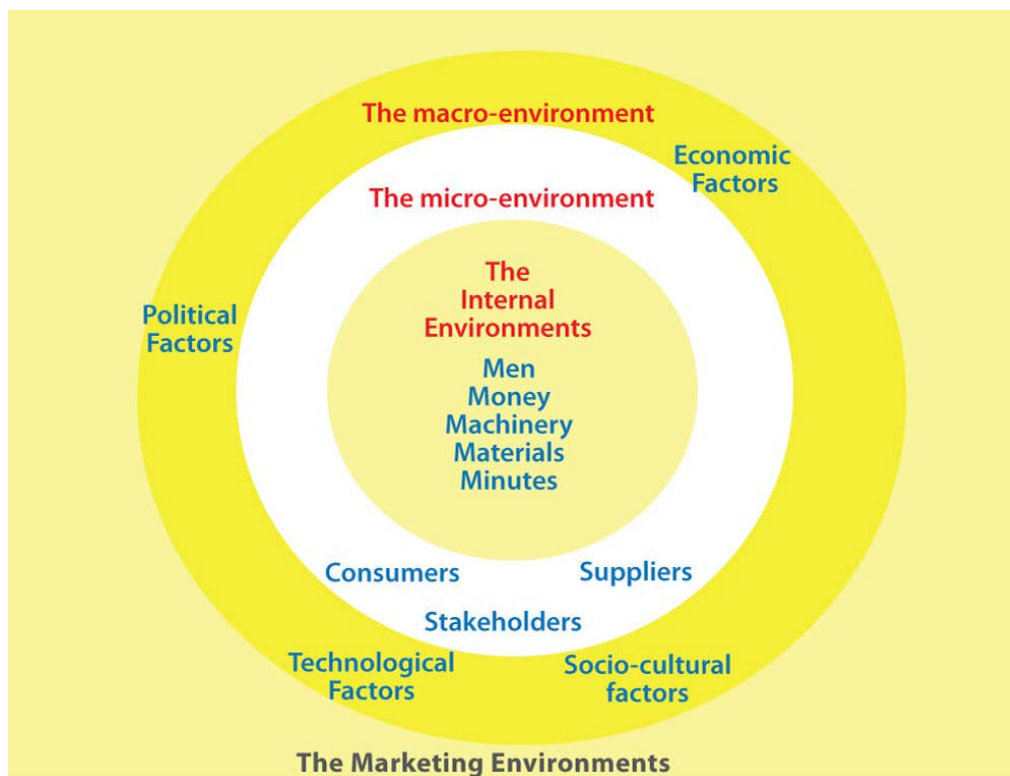 The macro-environment
Economic
Factors
The micro-environment
The
Internal
Environments
Political
Factors
Men
Money
Machinery
Materials
Minutes
Consumers
Suppliers
Stakeholders
Technological
Factors
Socio-cultural
factors
The Marketing Environments